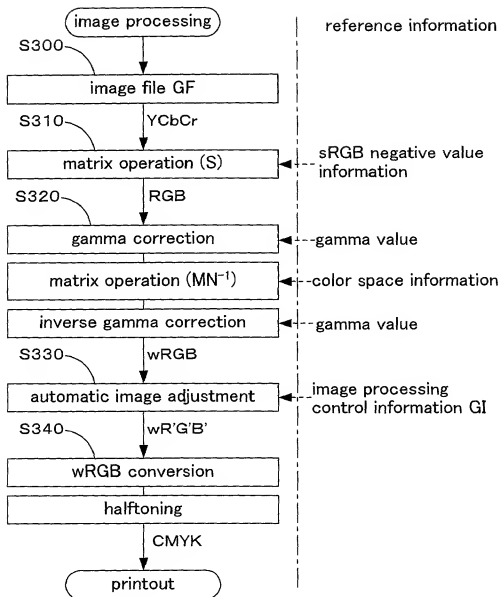 image processing
reference information
S300
image file GF
S310
YCbCr
matrix operation (S)
sRGB negative value
information
S320
RGB
gamma correction
gamma value
matrix operation (MN⁻¹)
color space information
inverse gamma correction
gamma value
S330
wRGB
automatic image adjustment
image processing
control information GI
S340
wR'G'B'
wRGB conversion
halftoning
CMYK
printout